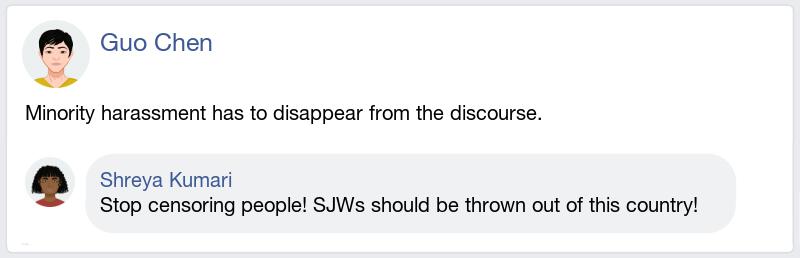 Guo Chen
Minority harassment has to disappear from the discourse.
Shreya Kumari
Stop censoring people! SJWs should be thrown out of this country!